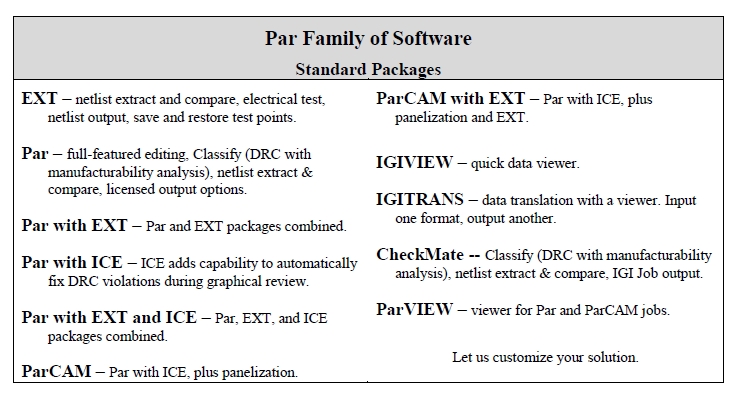 Par Family of Software
Standard Packages
EXT – netlist extract and compare, electrical test,
netlist output, save and restore test points.
Par – full-featured editing, Classify (DRC with
manufacturability analysis), netlist extract &
compare, licensed output options.
Par with EXT – Par and EXT packages combined.
Par with ICE – ICE adds capability to automatically
fix DRC violations during graphical review.
Par with EXT and ICE – Par, EXT, and ICE
packages combined.
ParCAM – Par with ICE, plus panelization.
ParCAM with EXT – Par with ICE, plus
panelization and EXT.
IGIVIEW – quick data viewer.
IGITRANS – data translation with a viewer. Input
one format, output another.
CheckMate -- Classify (DRC with manufacturability
analysis), netlist extract & compare, IGI Job output.
ParVIEW – viewer for Par and ParCAM jobs.
Let us customize your solution.